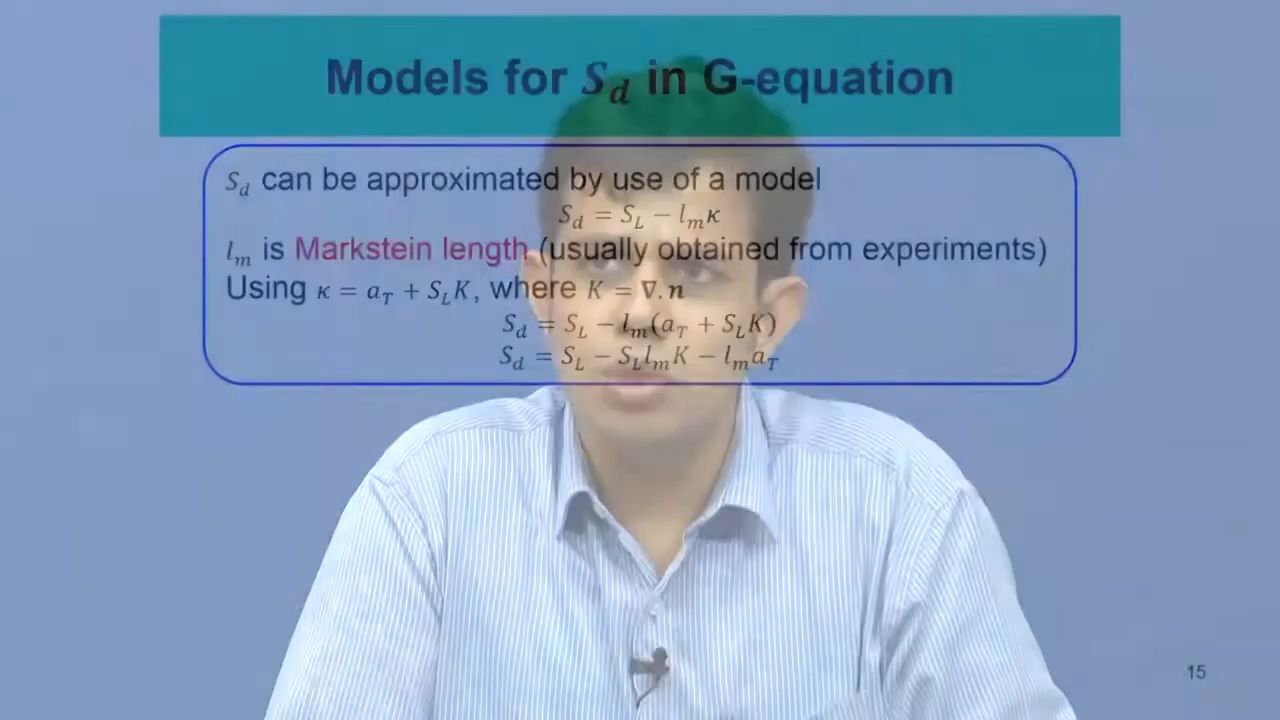 Models for S_d in G-equation
S_d can be approximated by use of a model
S_d = S_L − l_m κ
l_m is Markstein length (usually obtained from experiments)
Using κ = a_T + S_L K, where K = ∇. n
S_d = S_L − l_m(a_T + S_L K)
S_d = S_L − S_L l_m K − l_m a_T
15